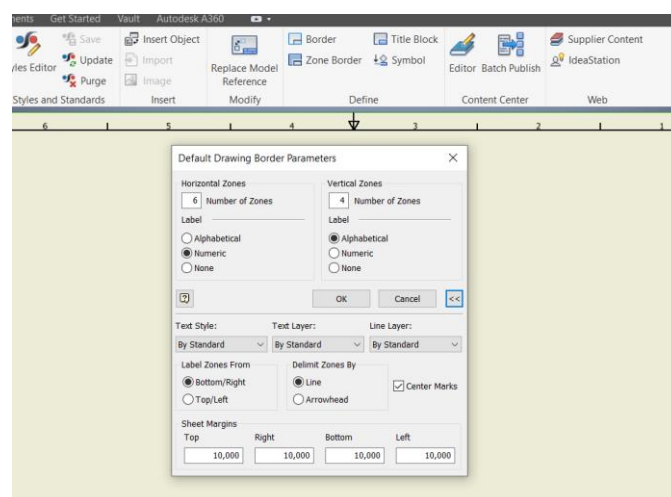 Get Started Vault Autodesk A360
Save Insert Object Border Title Block Supplier Content
Styles Editor Update Import Replace Model Reference Zone Border Symbol Editor Batch Publish IdeaStation
Purge Image
Styles and Standards Insert Modify Define Content Center Web
6 5 4 3 2 1
Default Drawing Border Parameters
Horizontal Zones Vertical Zones
6 Number of Zones 4 Number of Zones
Label Label
Alphabetical Alphabetical
Numeric Numeric
None None
OK Cancel <<
Text Style: Text Layer: Line Layer:
By Standard By Standard By Standard
Label Zones From Delimit Zones By
Bottom/Right Line Center Marks
Top/Left Arrowhead
Sheet Margins
Top Right Bottom Left
10,000 10,000 10,000 10,000